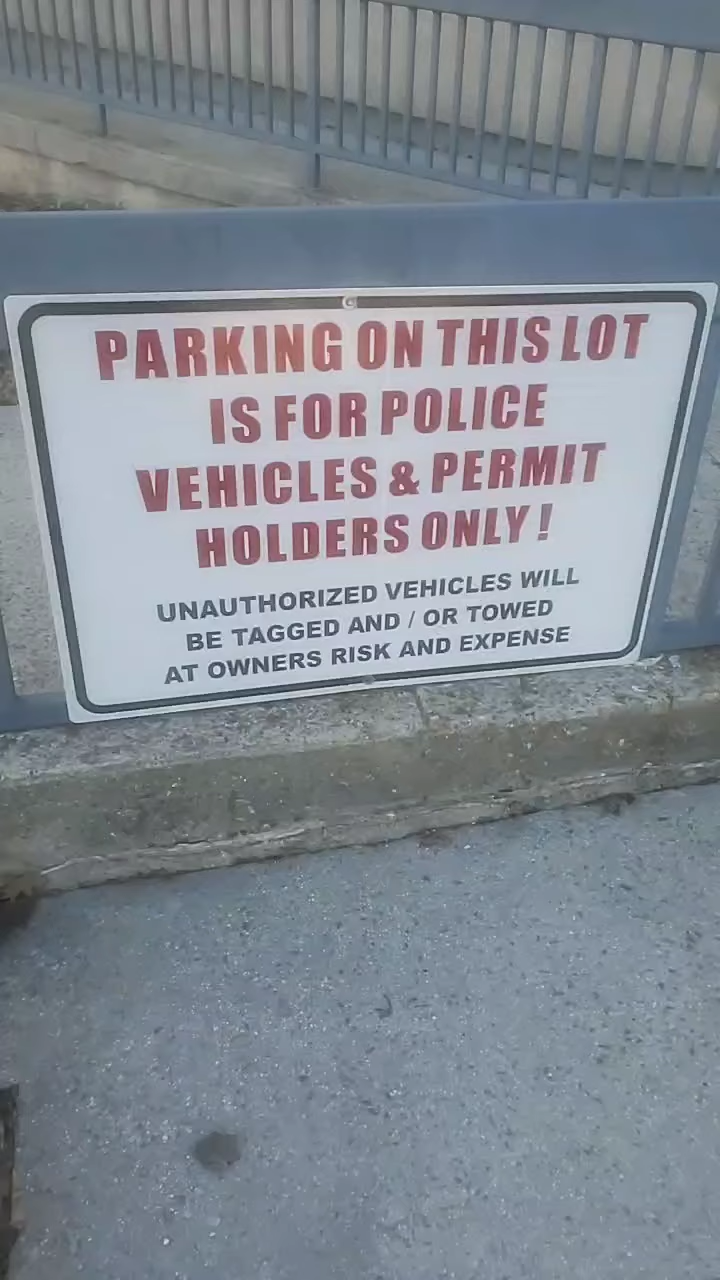 PARKING ON THIS LOT
IS FOR POLICE
VEHICLES & PERMIT
HOLDERS ONLY!
UNAUTHORIZED VEHICLES WILL
BE TAGGED AND / OR TOWED
AT OWNERS RISK AND EXPENSE